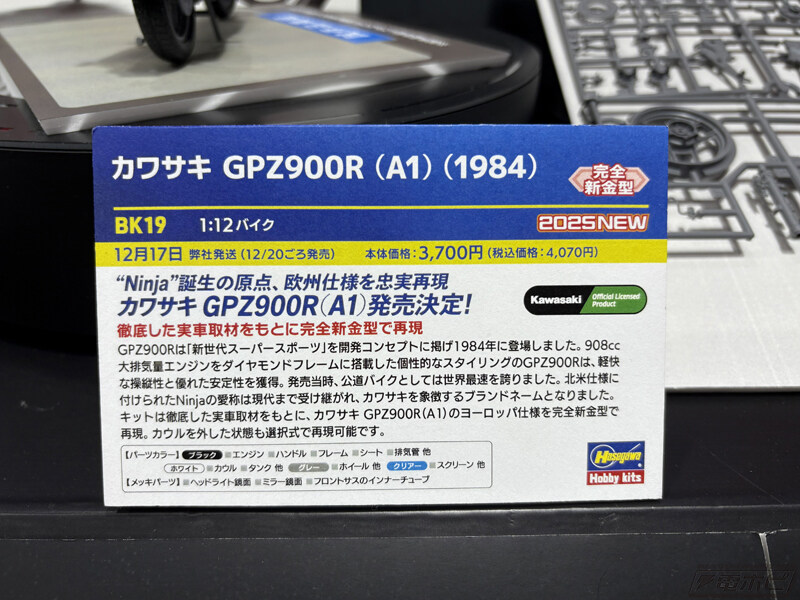 カワサキ GPZ900R（A1）（1984）
完全
新金型
BK19 1:12バイク
2025NEW
12月17日 弊社発送（12/20ごろ発売） 本体価格：3,700円（税込価格：4,070円）
“Ninja”誕生の原点、欧州仕様を忠実再現
カワサキ GPZ900R（A1）発売決定！
Kawasaki Official Licensed Product
徹底した実車取材をもとに完全新金型で再現
GPZ900Rは「新世代スーパースポーツ」を開発コンセプトに掲げ1984年に登場しました。908cc
大排気量エンジンをダイヤモンドフレームに搭載した個性的なスタイリングのGPZ900Rは、軽快
な操縦性と優れた安定性を獲得。発売当時、公道バイクとしては世界最速を誇りました。北米仕様に
付けられたNinjaの愛称は現代まで受け継がれ、カワサキを象徴するブランドネームとなりました。
キットは徹底した実車取材をもとに、カワサキ GPZ900R（A1）のヨーロッパ仕様を完全新金型で
再現。カウルを外した状態も選択式で再現可能です。
【パーツカラー】 ブラック ■エンジン ■ハンドル ■フレーム ■シート ■排気管 他
ホワイト ■カウル ■タンク 他 グレー ■ホイール 他 クリアー ■スクリーン 他
【メッキパーツ】 ■ヘッドライト鏡面 ■ミラー鏡面 ■フロントサスのインナーチューブ
Hasegawa
Hobby kits
電撃ホビー